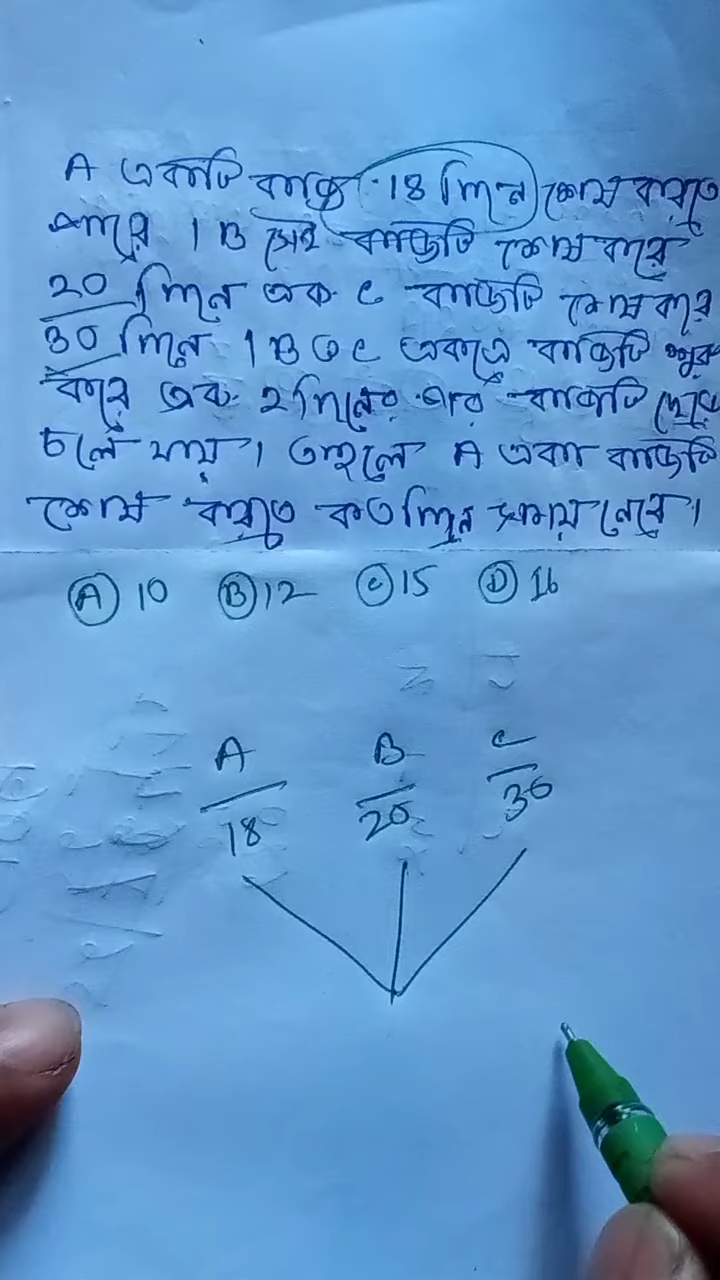 A একটি কাজ 18 দিনে শেষ করতে
পারে । B সেই কাজটি শেষ করে
20 দিনে এবং C কাজটি শেষ করে
30 দিনে । B ও C একত্রে কাজটি শুরু
করে এবং 2 দিনের পর কাজটি ছেড়ে
চলে যায় । তাহলে A একা কাজটি
শেষ করতে কত দিন সময় নেবে ।
Ⓐ 10 Ⓑ 12 Ⓒ 15 Ⓓ 16
A B C
18 20 30